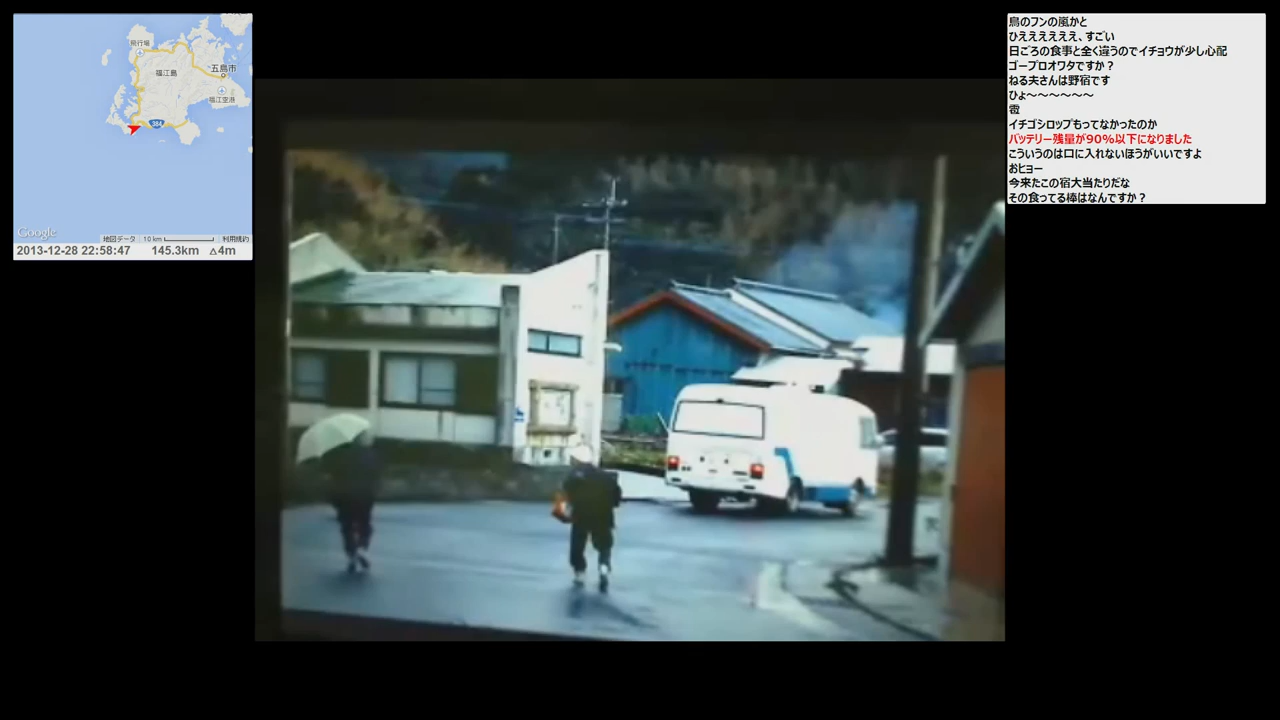 飛行場
五島市
福江島
福江空港
384
Google
地図データ
10 km
利用規約
2013-12-28 22:58:47
145.3km
△4m
鳥のフンの嵐かと
ひええええええ、すごい
日ごろの食事と全く違うのでイチョウが少し心配
ゴープロオワタですか？
ねる夫さんは野宿です
ひょ～～～～～～
雹
イチゴシロップもってなかったのか
バッテリー残量が90%以下になりました
こういうのは口に入れないほうがいいですよ
おヒョー
今来たこの宿大当たりだな
その食ってる棒はなんですか？